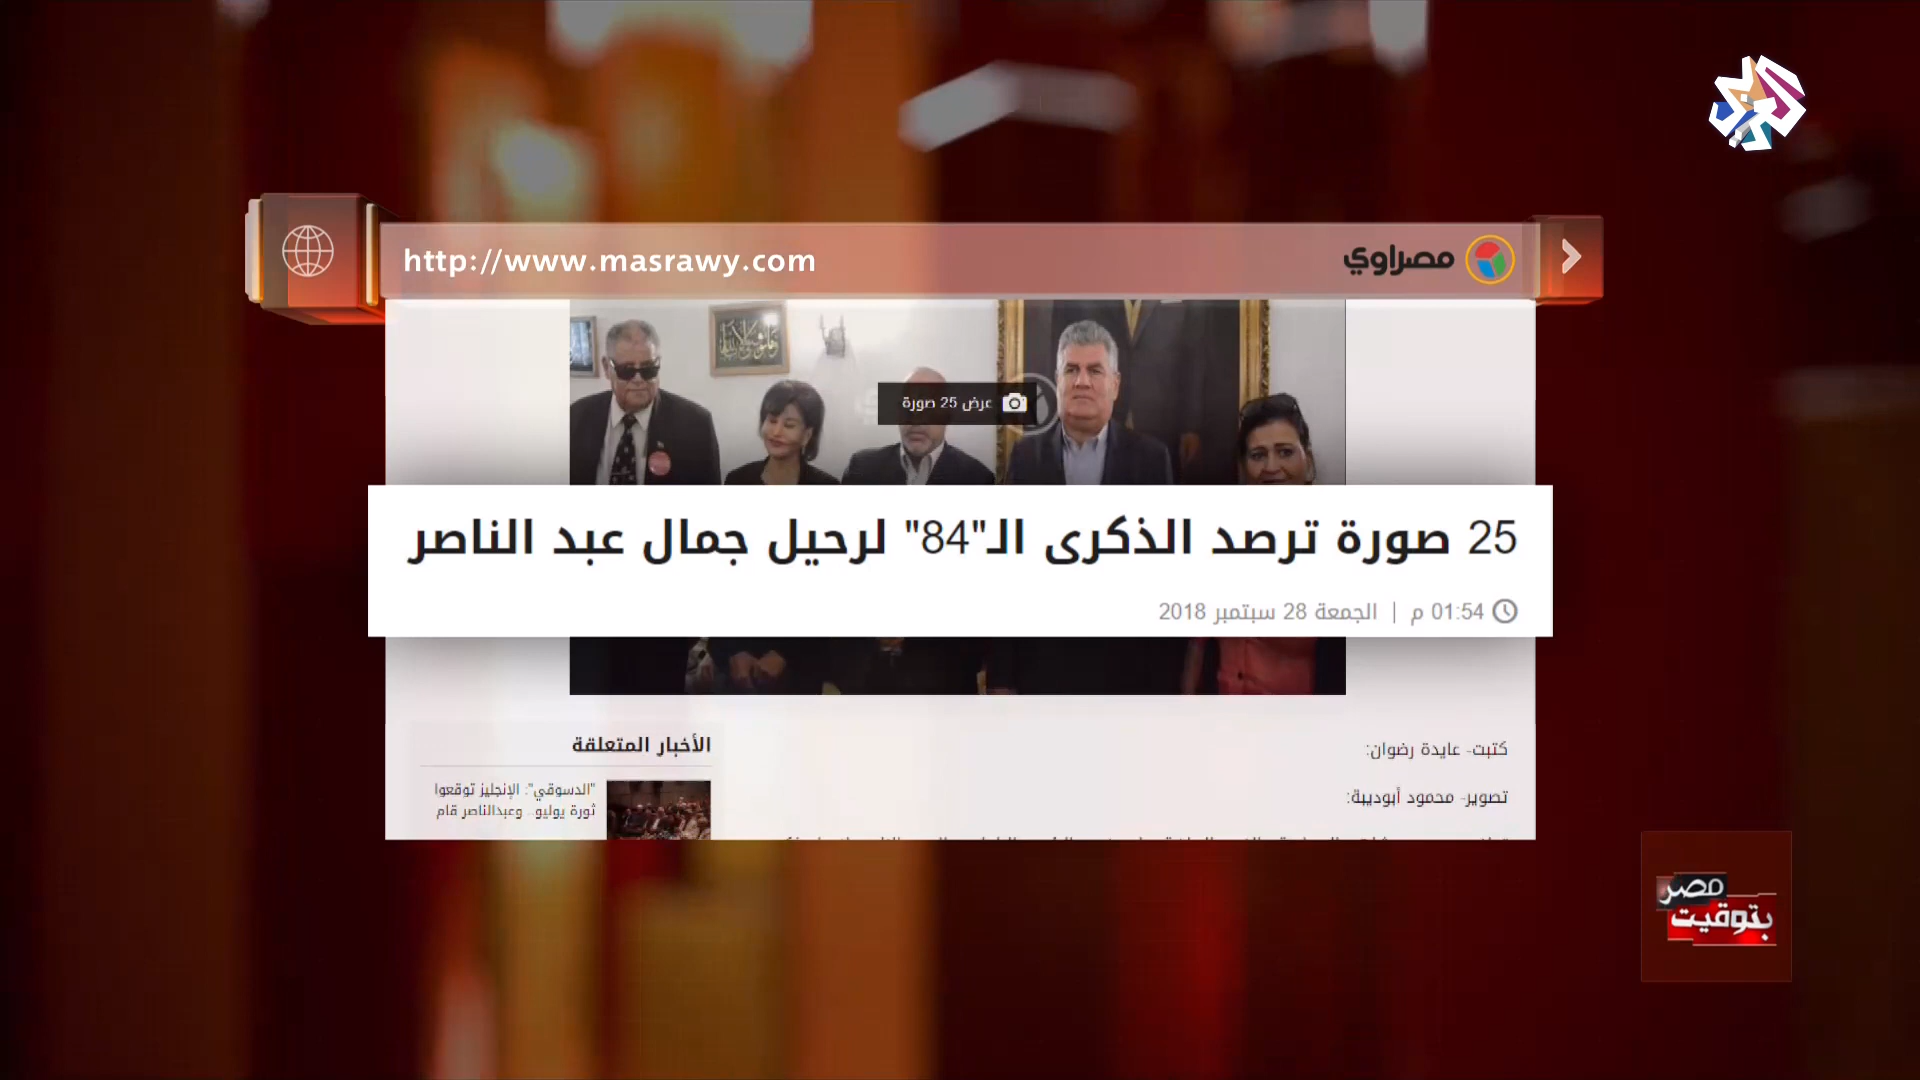 http://www.masrawy.com
مصراوي
عرض 25 صورة
25 صورة ترصد الذكرى الـ"84" لرحيل جمال عبد الناصر
01:54 م | الجمعة 28 سبتمبر 2018
كتبت- عايدة رضوان:
تصوير- محمود أبوديبة:
الأخبار المتعلقة
"الدسوقي": الإنجليز توقعوا
ثورة يوليو.. وعبدالناصر قام
مصر
بتوقيت